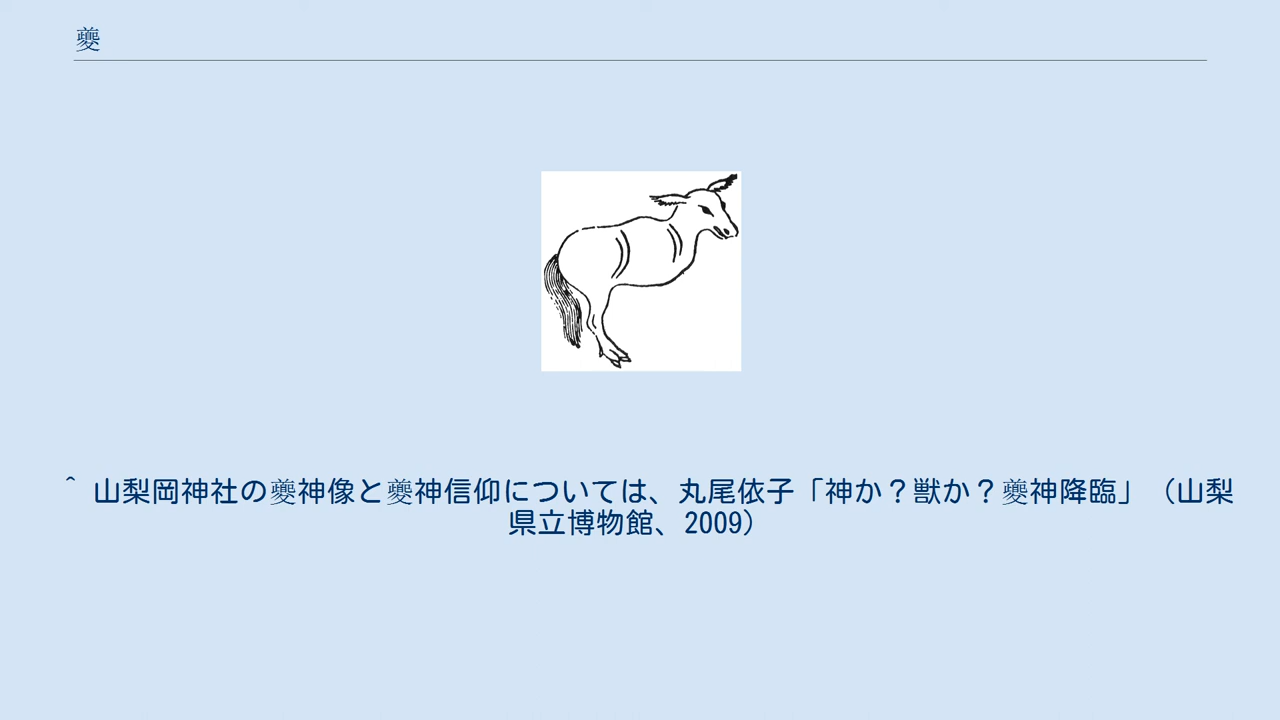 夔
^ 山梨岡神社の夔神像と夔神信仰については、丸尾依子「神か？獣か？夔神降臨」（山梨
県立博物館、2009）